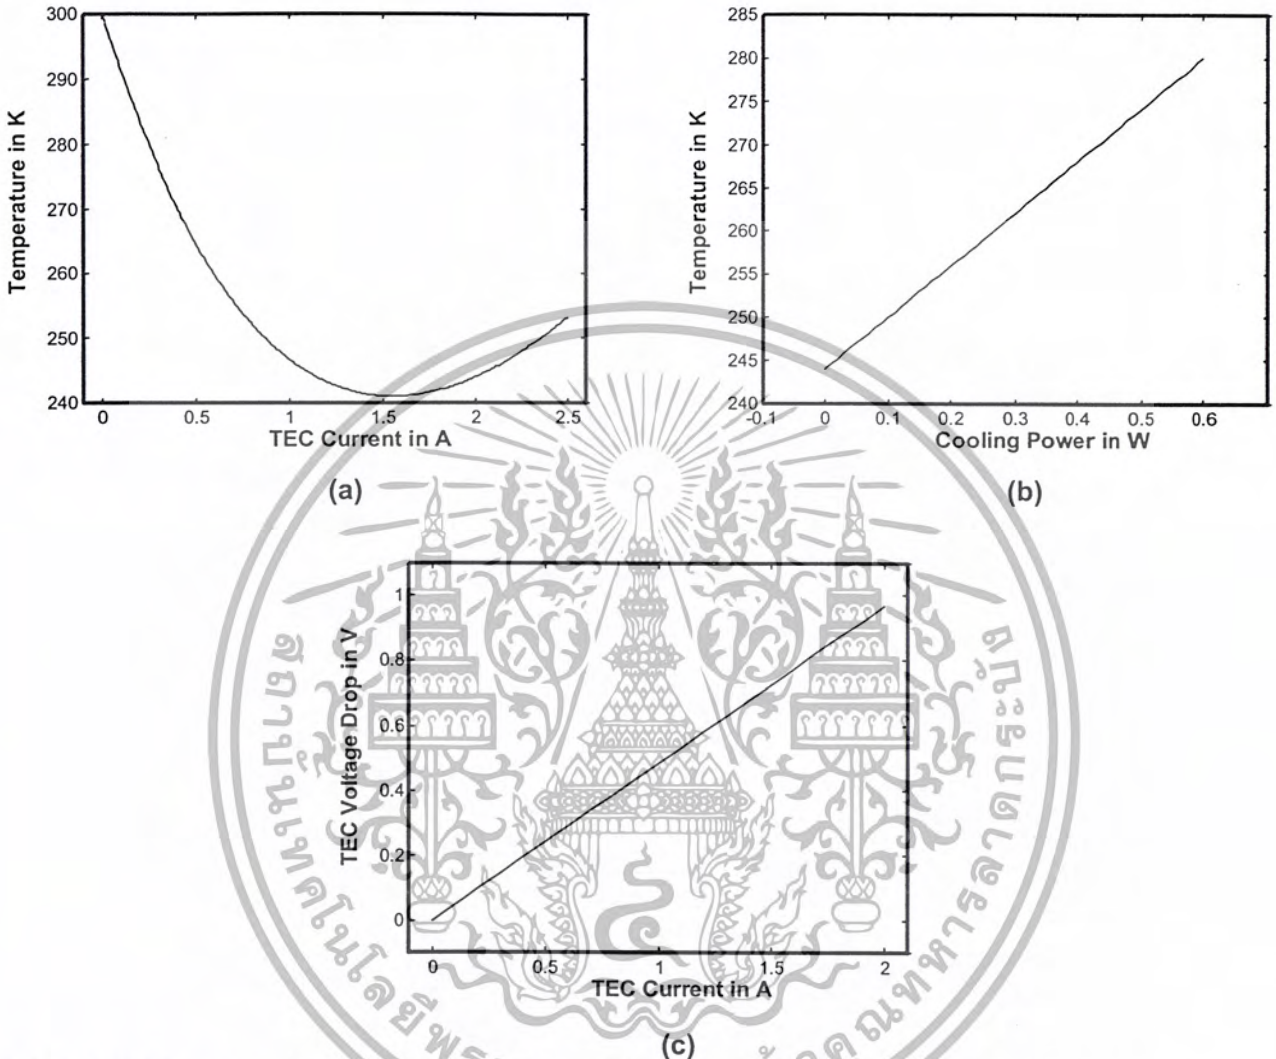 300
290
280
270
260
250
240
0 0.5 1 1.5 2 2.5
Temperature in K
TEC Current in A
(a)
285
280
275
270
265
260
255
250
245
240
-0.1 0 0.1 0.2 0.3 0.4 0.5 0.6
Temperature in K
Cooling Power in W
(b)
1
0.8
0.6
0.4
0.2
0
0 0.5 1 1.5 2
TEC Voltage Drop in V
TEC Current in A
(c)